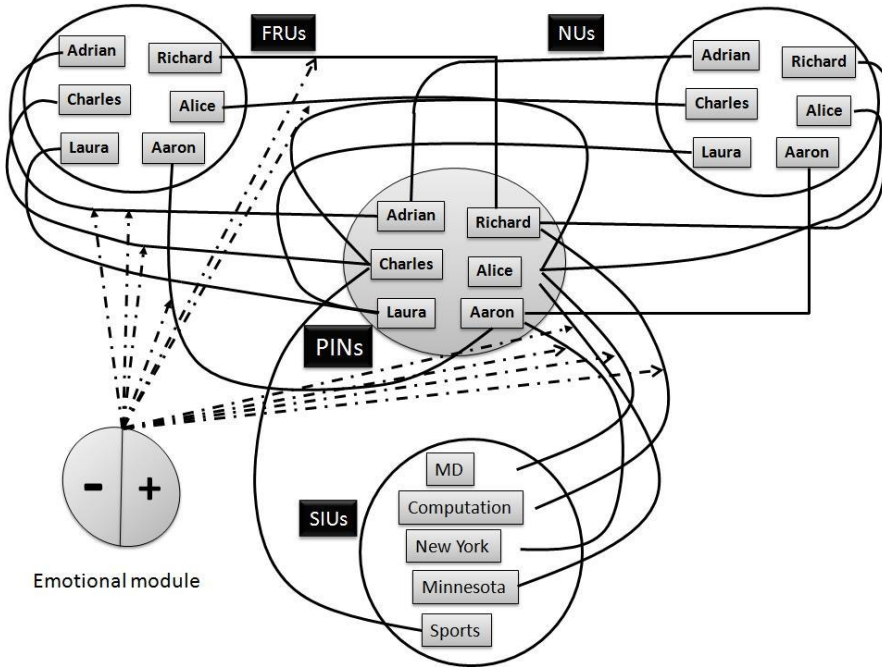 FRUs
NUs
Adrian
Richard
Charles
Alice
Laura
Aaron
Adrian
Richard
Charles
Alice
Laura
Aaron
Adrian
Richard
Charles
Alice
Laura
Aaron
PINs
-
+
Emotional module
SIUs
MD
Computation
New York
Minnesota
Sports